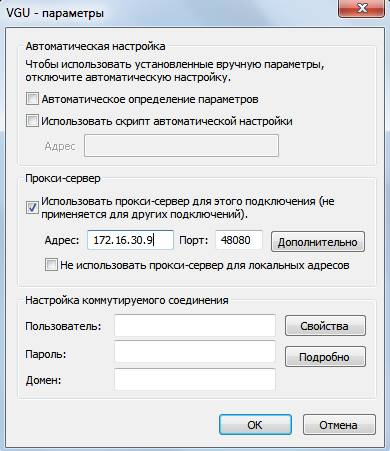 VGU - параметры
Автоматическая настройка
Чтобы использовать установленные вручную параметры,
отключите автоматическую настройку.
Автоматическое определение параметров
Использовать скрипт автоматической настройки
Адрес
Прокси-сервер
Использовать прокси-сервер для этого подключения (не
применяется для других подключений).
Адрес: 172.16.30.9 Порт: 48080 Дополнительно
Не использовать прокси-сервер для локальных адресов
Настройка коммутируемого соединения
Пользователь: Свойства
Пароль: Подробно
Домен:
ОК Отмена